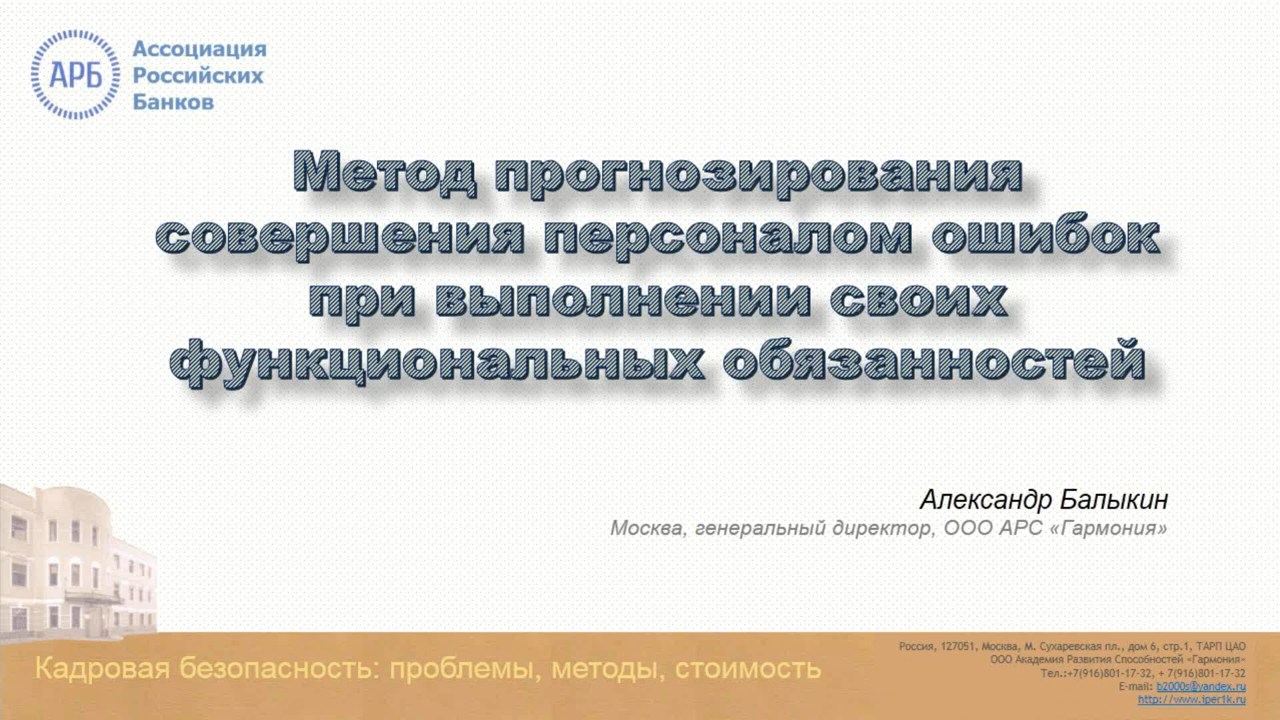 АРБ
Ассоциация
Российских
Банков
Метод прогнозирования
совершения персоналом ошибок
при выполнении своих
функциональных обязанностей
Александр Балыкин
Москва, генеральный директор, ООО АРС «Гармония»
Кадровая безопасность: проблемы, методы, стоимость
Россия, 127051, Москва, М. Сухаревская пл., дом 6, стр.1, ТАРП ЦАО
ООО Академия Развития Способностей «Гармония»
Тел.:+7(916)801-17-32, + 7(916)801-17-32
E-mail: b2000s@yandex.ru
http://www.iper1k.ru